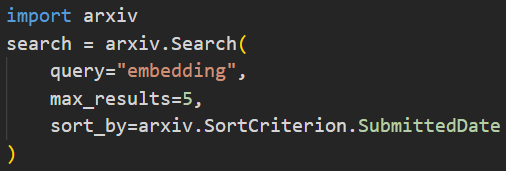 import arxiv
search = arxiv.Search(
    query="embedding",
    max_results=5,
    sort_by=arxiv.SortCriterion.SubmittedDate
)